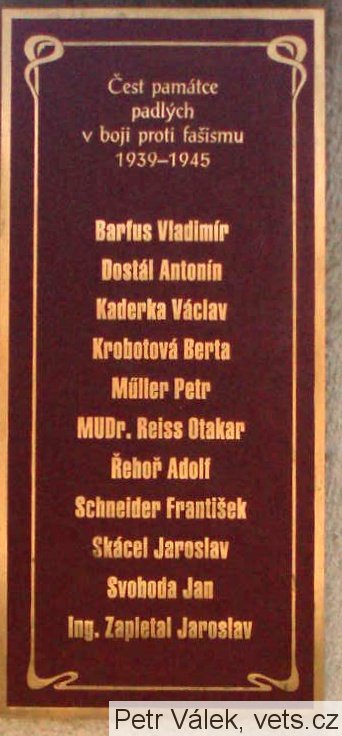 Čest památce
padlých
v boji proti fašismu
1939–1945
Barfus Vladimír
Dostál Antonín
Kaderka Václav
Krobotová Berta
Műller Petr
MUDr. Reiss Otakar
Řehoř Adolf
Schneider František
Skácel Jaroslav
Svoboda Jan
Ing. Zapletal Jaroslav
Petr Válek, vets.cz